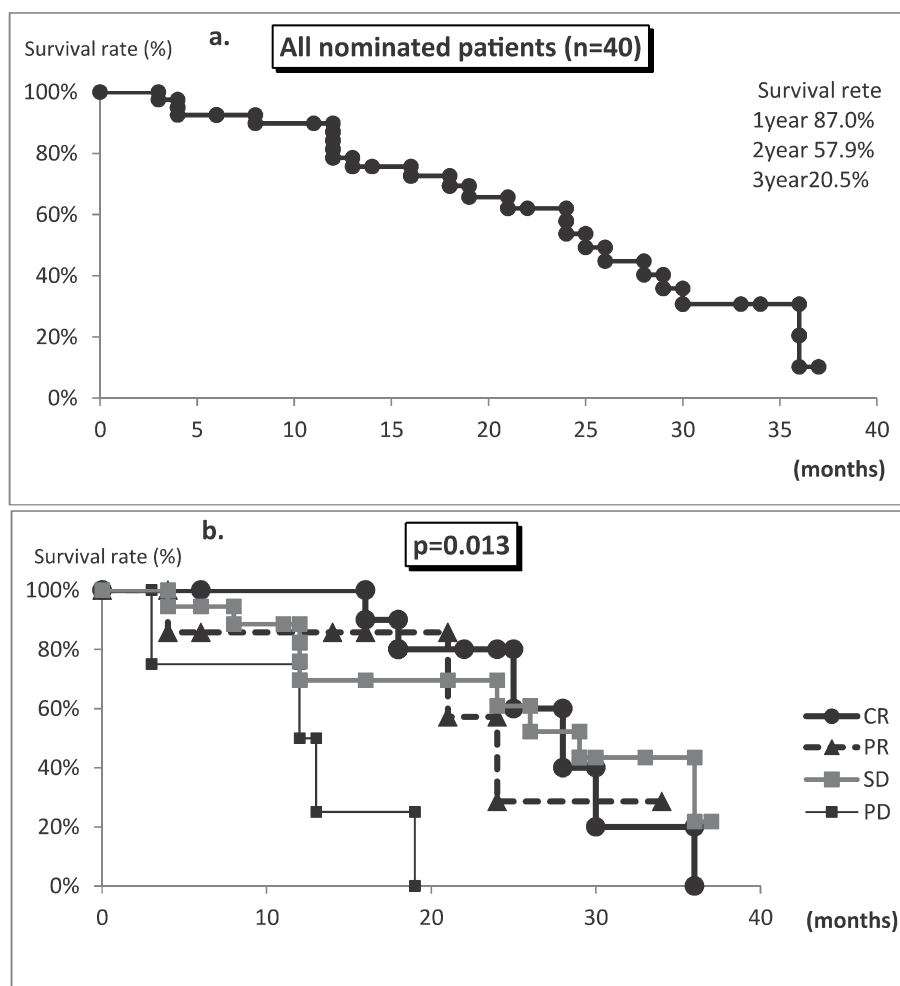 a.
Survival rate (%)
All nominated patients (n=40)
Survival rete
1year 87.0%
2year 57.9%
3year20.5%
100%
80%
60%
40%
20%
0%
0 5 10 15 20 25 30 35 40
(months)
b.
Survival rate (%)
p=0.013
100%
80%
60%
40%
20%
0%
CR
PR
SD
PD
0 10 20 30 40
(months)